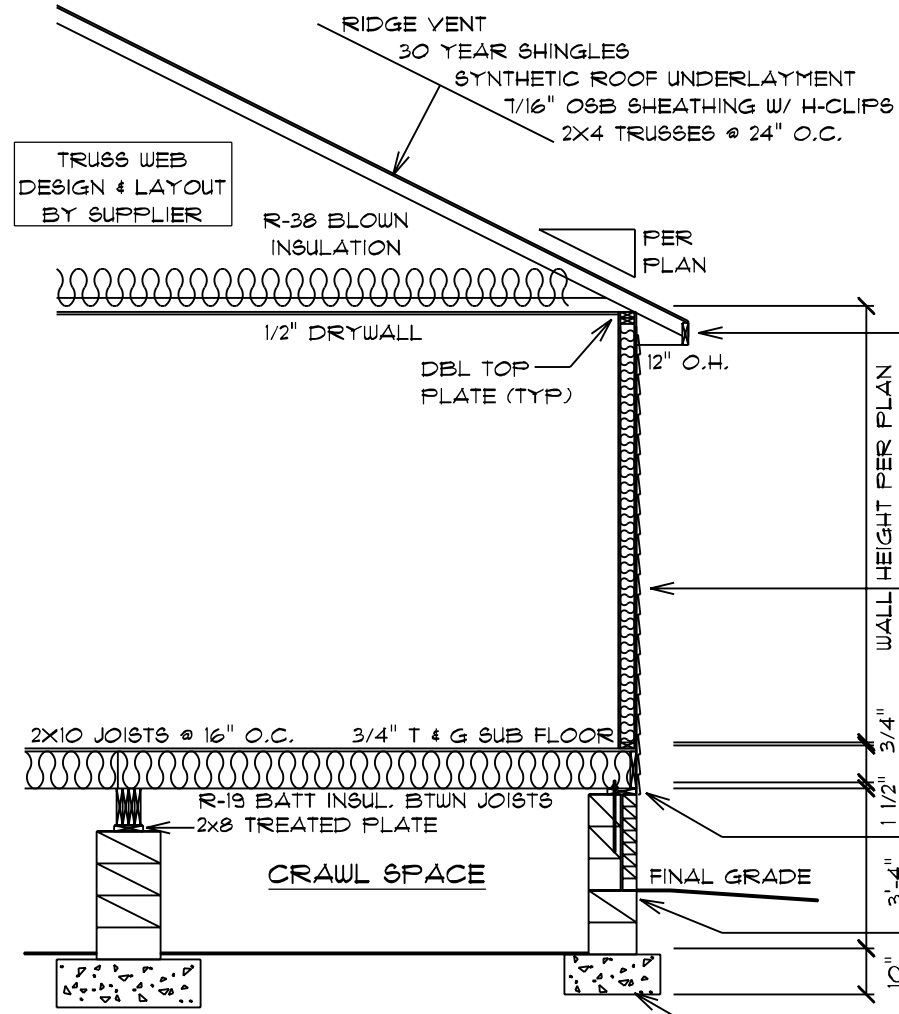 RIDGE VENT
30 YEAR SHINGLES
SYNTHETIC ROOF UNDERLAYMENT
7/16" OSB SHEATHING W/ H-CLIPS
2X4 TRUSSES @ 24" O.C.
TRUSS WEB
DESIGN & LAYOUT
BY SUPPLIER
R-38 BLOWN
INSULATION
PER
PLAN
1/2" DRYWALL
DBL TOP
PLATE (TYP)
12" O.H.
WALL HEIGHT PER PLAN
2X10 JOISTS @ 16" O.C.
3/4" T & G SUB FLOOR
3/4"
R-19 BATT INSUL. BTWN JOISTS
2x8 TREATED PLATE
1 1/2"
CRAWL SPACE
FINAL GRADE
3'-4"
10"